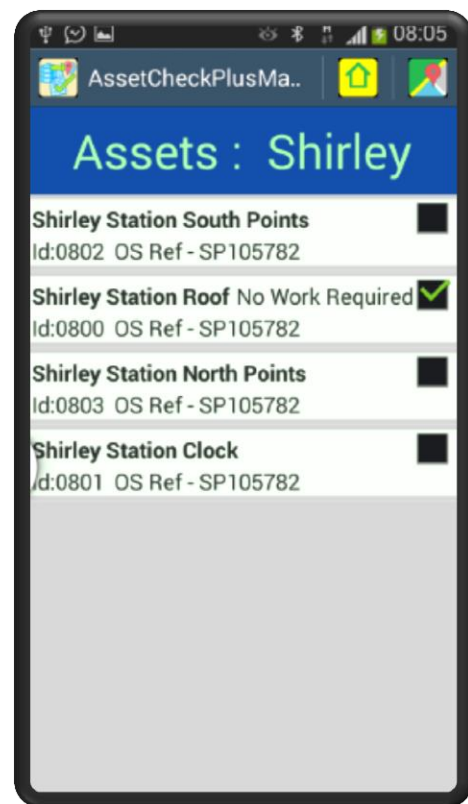 08:05
AssetCheckPlusMa..
Assets : Shirley
Shirley Station South Points
Id:0802 OS Ref - SP105782
Shirley Station Roof No Work Required
Id:0800 OS Ref - SP105782
Shirley Station North Points
Id:0803 OS Ref - SP105782
Shirley Station Clock
Id:0801 OS Ref - SP105782